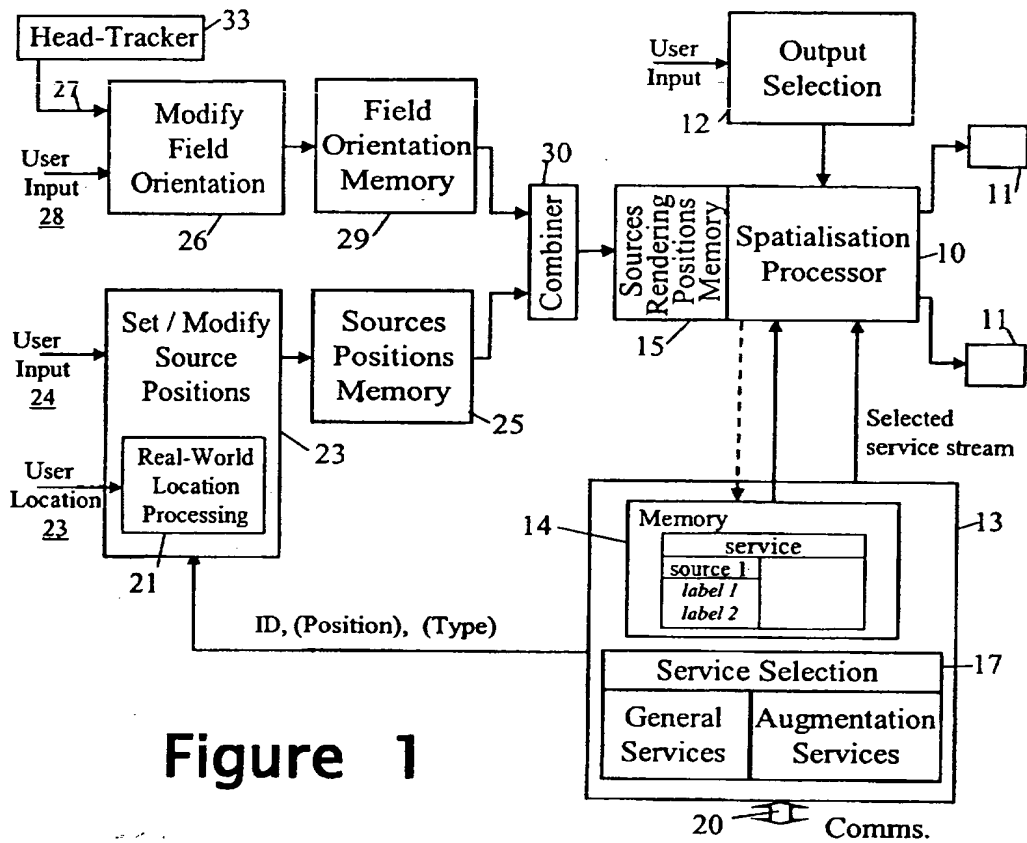 33
Head-Tracker
27
Modify
Field
Orientation
User
Input
28
26
Field
Orientation
Memory
29
30
Combiner
User
Input
Output
Selection
12
11
Sources
Rendering
Positions
Memory
15
Spatialisation
Processor
10
11
Set / Modify
Source
Positions
User
Input
24
Sources
Positions
Memory
25
23
Real-World
Location
Processing
User
Location
23
21
ID, (Position), (Type)
Selected
service stream
13
14
Memory
service
source 1
label 1
label 2
17
Service Selection
General
Services
Augmentation
Services
20
Comms.
Figure 1